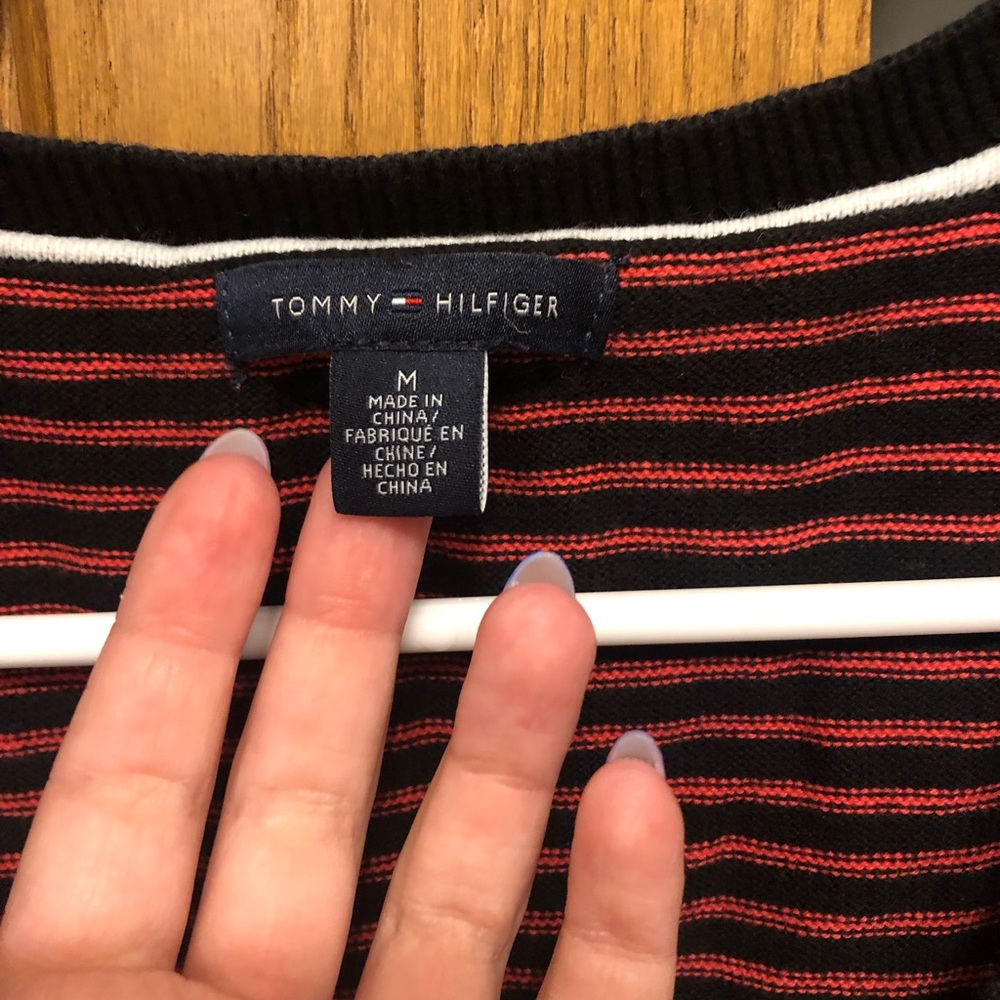 TOMMY HILFIGER
M
MADE IN
CHINA/
FABRIQUÉ EN
CHINE/
HECHO EN
CHINA